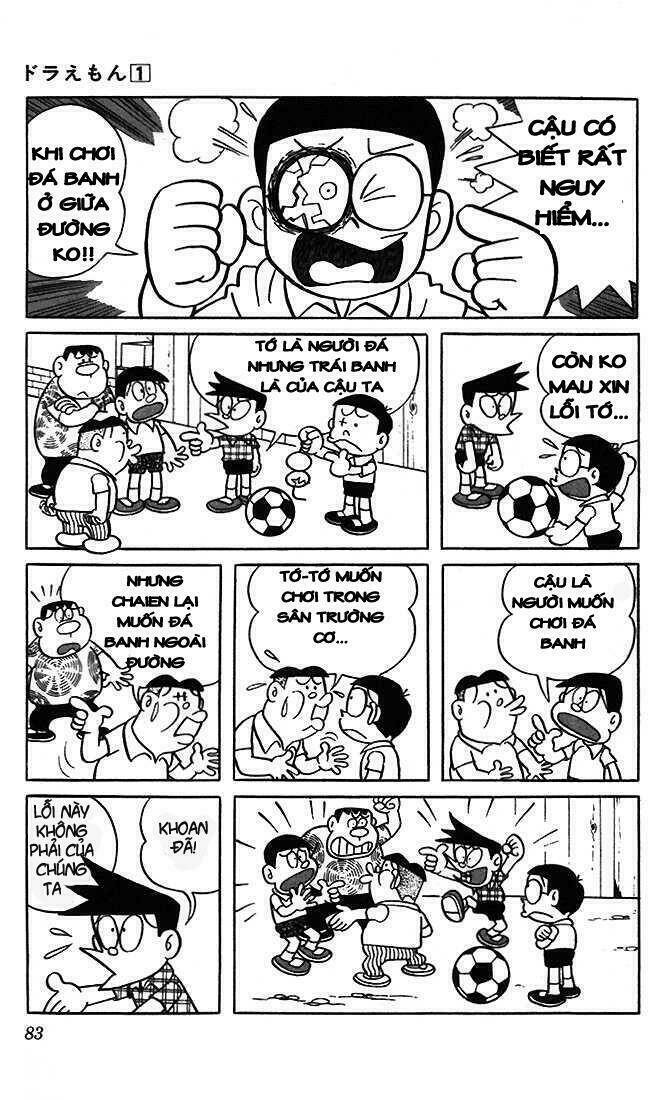 ドラえもん1
CẬU CÓ
BIẾT RẤT
NGUY
HIỂM...
KHI CHƠI
ĐÁ BANH
Ở GIỮA
ĐƯỜNG
KO!!
CÒN KO
MAU XIN
LỖI TỚ...
TỚ LÀ NGƯỜI ĐÁ
NHƯNG TRÁI BANH
LÀ CỦA CẬU TA
CẬU LÀ
NGƯỜI MUỐN
CHƠI ĐÁ
BANH
TỚ-TỚ MUỐN
CHƠI TRONG
SÂN TRƯỜNG
CƠ...
NHƯNG
CHAIEN LẠI
MUỐN ĐÁ
BANH NGOÀI
ĐƯỜNG
KHOAN
ĐÃ!
LỖI NÀY
KHÔNG
PHẢI CỦA
CHÚNG
TA
83